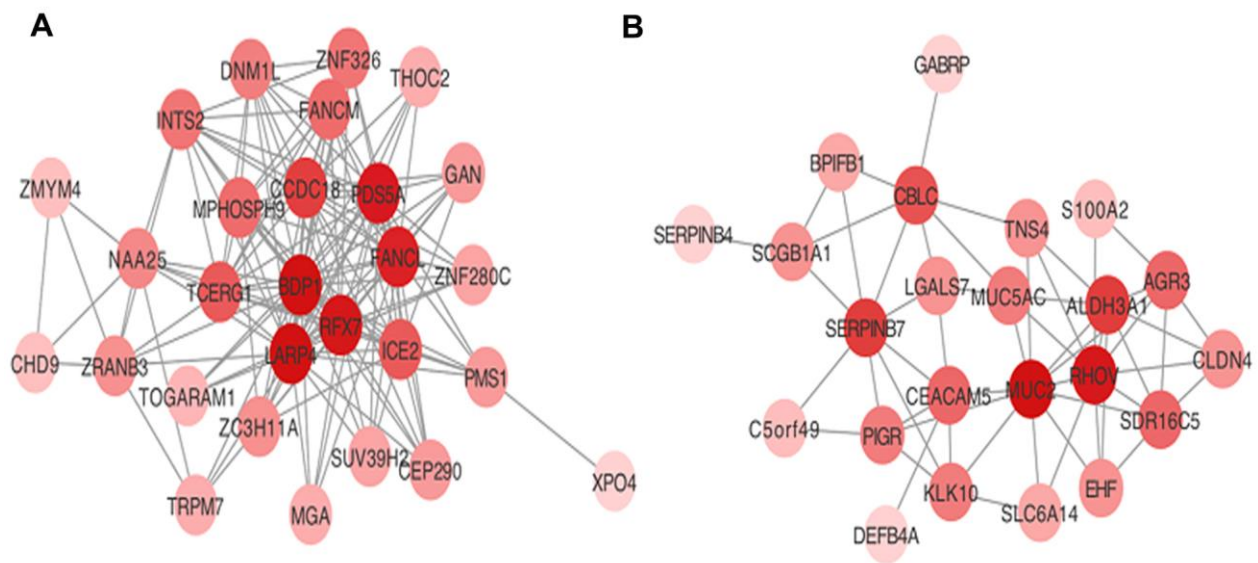 A
ZNF326
DNM1L
THOC2
FANCM
INTS2
GAN
ZMYM4
CCDC18
PDS5A
MPHOSPH9
NAA25
FANCL
ZNF280C
TCERG1
BDP1
RFX7
LARP4
ICE2
CHD9
ZRANB3
PMS1
TOGARAM1
ZC3H11A
SUV39H2
CEP290
XPO4
TRPM7
MGA
B
GABRP
BPIFB1
CBLC
S100A2
SERPINB4
SCGB1A1
TNS4
AGR3
LGALS7
MUC5AC
ALDH3A1
SERPINB7
CLDN4
RHOV
CEACAM5
MUC2
SDR16C5
C5orf49
PIGR
KLK10
EHF
SLC6A14
DEFB4A